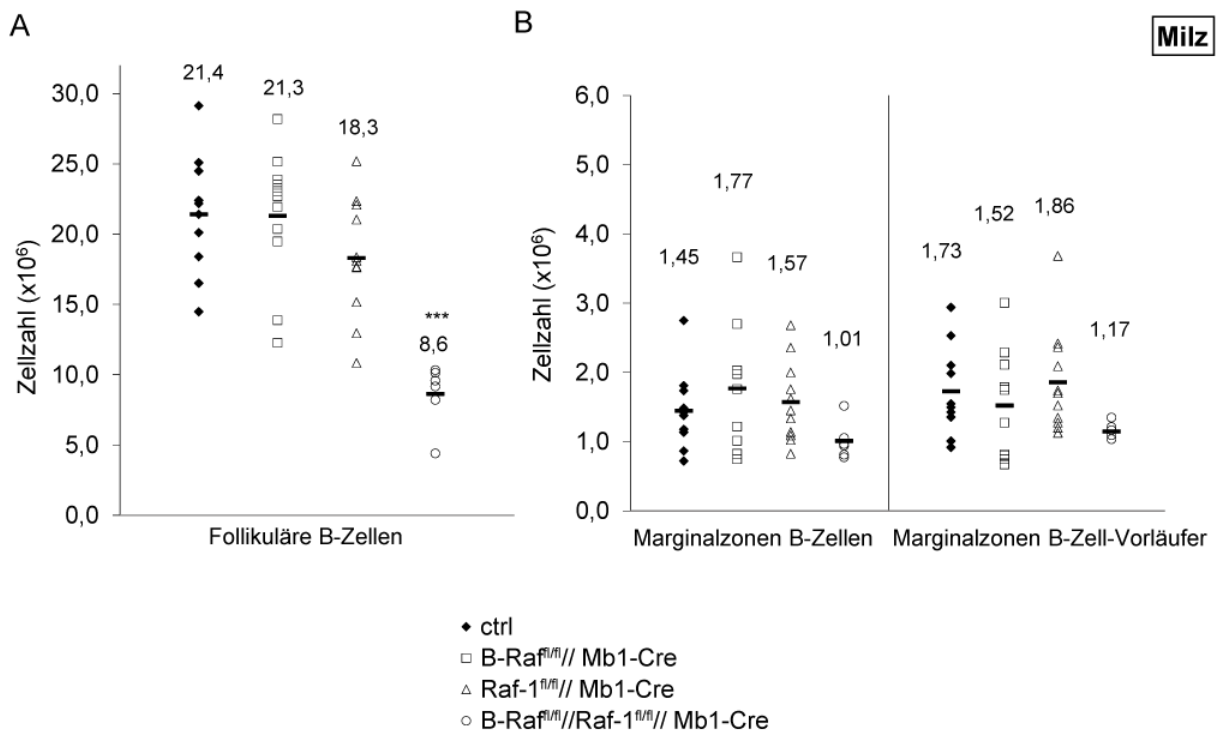 A
B
Milz
21,4
21,3
18,3
***
8,6
30,0
25,0
20,0
15,0
10,0
5,0
0,0
Zellzahl (x10⁶)
Follikuläre B-Zellen
6,0
5,0
4,0
3,0
2,0
1,0
0,0
Zellzahl (x10⁶)
1,45
1,77
1,57
1,01
1,73
1,52
1,86
1,17
Marginalzonen B-Zellen
Marginalzonen B-Zell-Vorläufer
ctrl
B-Raf^fl/fl// Mb1-Cre
Raf-1^fl/fl// Mb1-Cre
B-Raf^fl/fl//Raf-1^fl/fl// Mb1-Cre